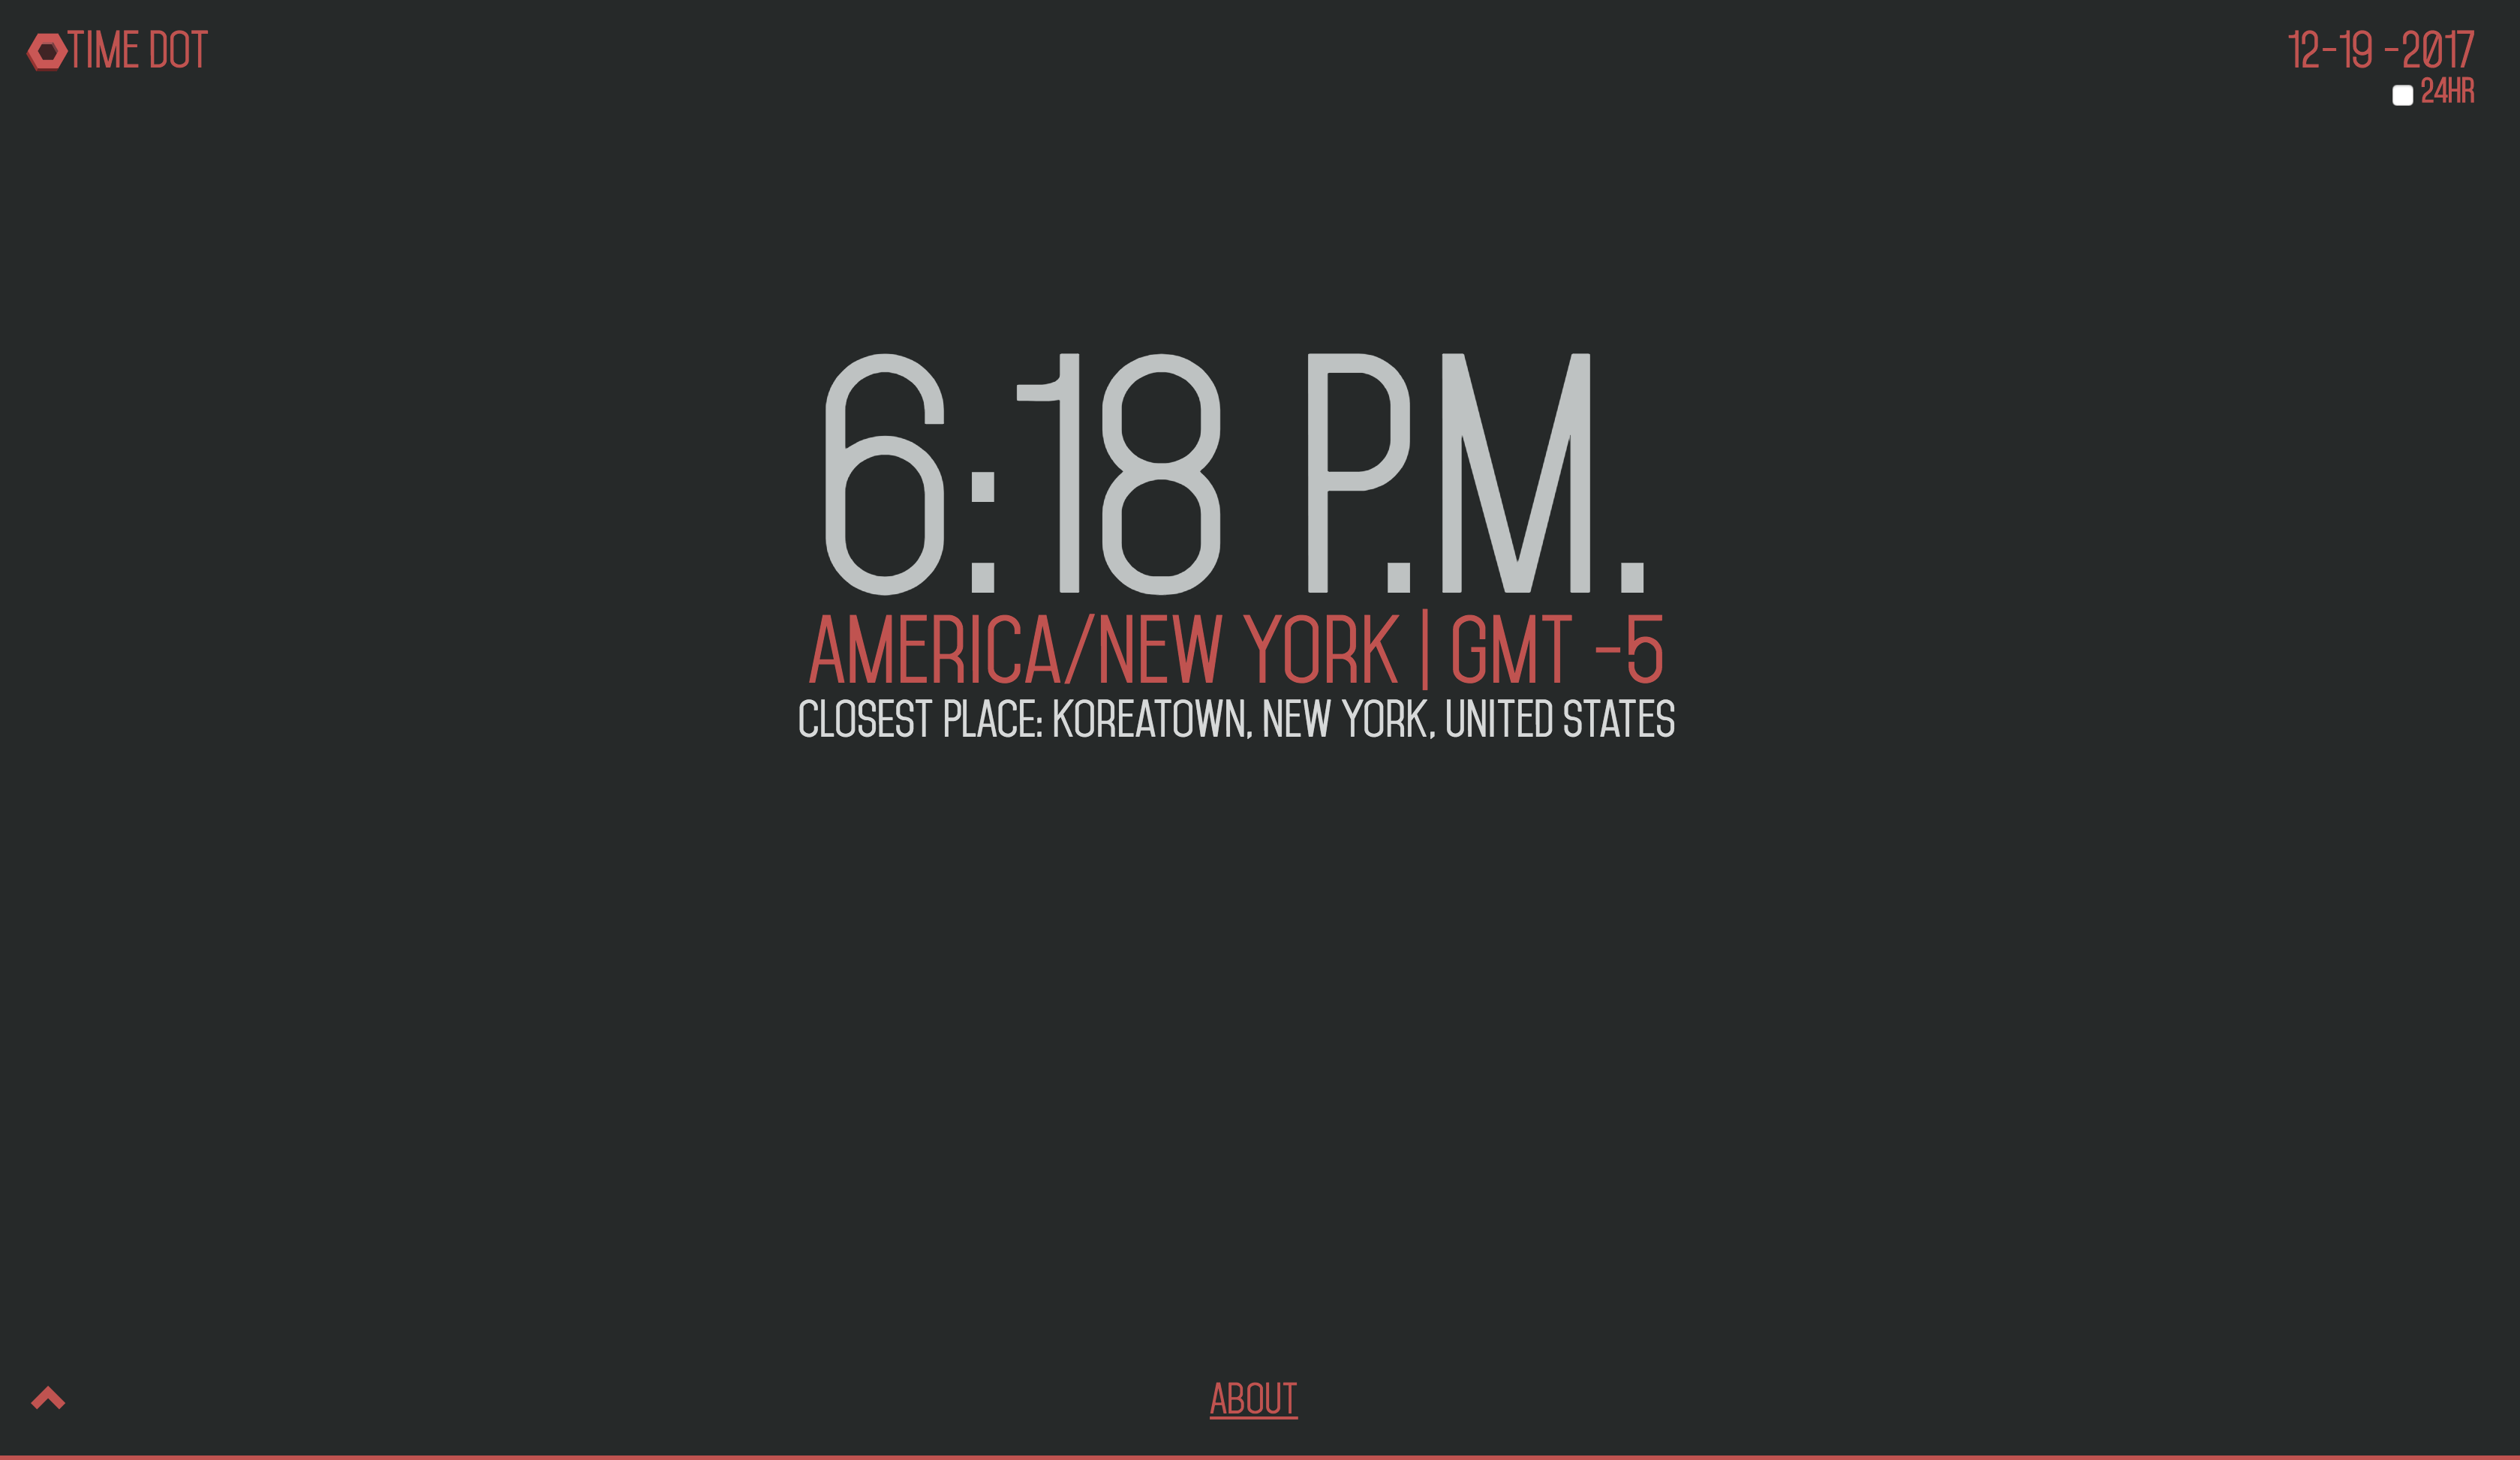 TIME DOT
12-19 -2017
24HR
6:18 P.M.
AMERICA/NEW YORK | GMT -5
CLOSEST PLACE: KOREATOWN, NEW YORK, UNITED STATES
ABOUT